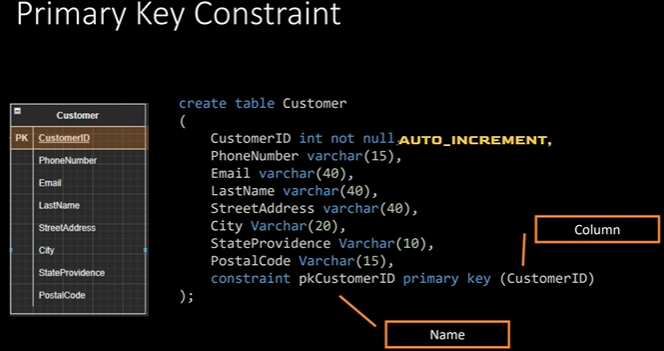 Primary Key Constraint
Customer
PK CustomerID
PhoneNumber
Email
LastName
StreetAddress
City
StateProvidence
PostalCode
create table Customer
(
CustomerID int not null,AUTO_INCREMENT,
PhoneNumber varchar(15),
Email varchar(40),
LastName varchar(40),
StreetAddress varchar(40),
City Varchar(20),
StateProvidence Varchar(10),
PostalCode Varchar(15),
constraint pkCustomerID primary key (CustomerID)
);
Column
Name